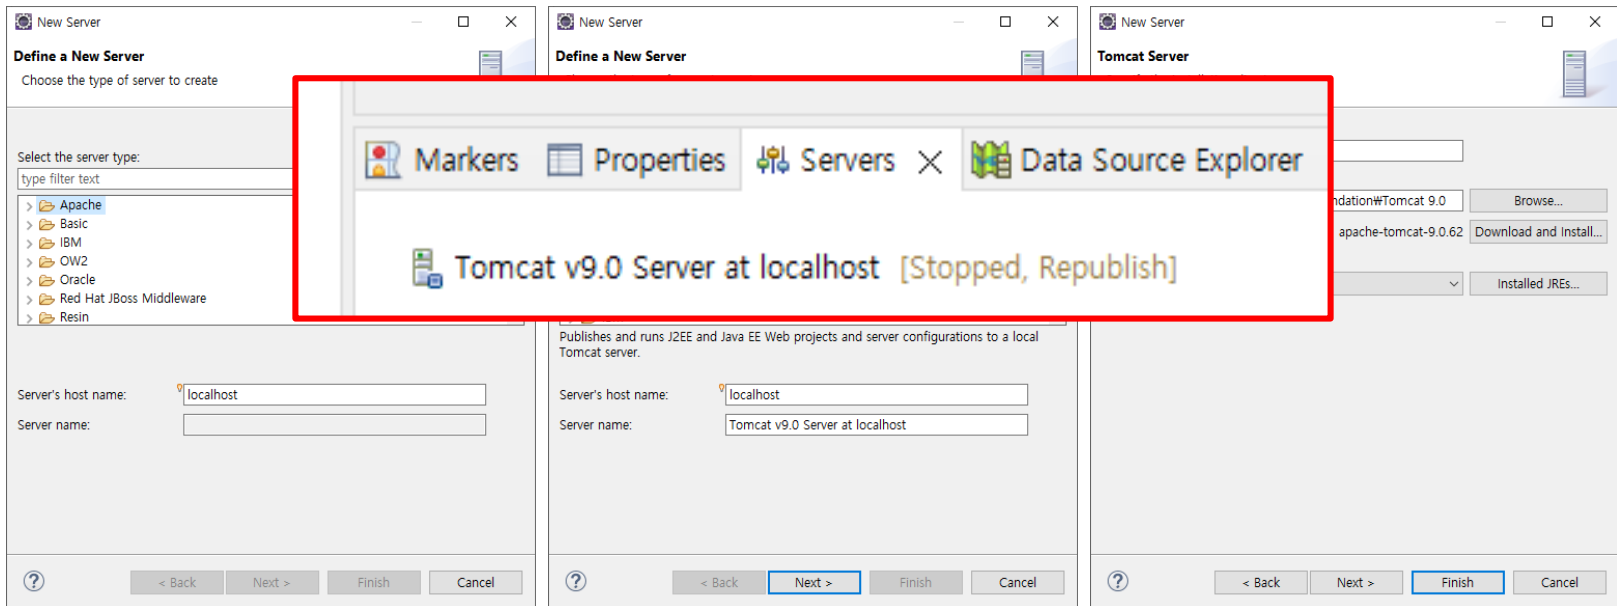 New Server
Define a New Server
Choose the type of server to create
Select the server type:
type filter text
Apache
Basic
IBM
OW2
Oracle
Red Hat JBoss Middleware
Resin
Server's host name:
localhost
Server name:
< Back
Next >
Finish
Cancel
New Server
Define a New Server
Publishes and runs J2EE and Java EE Web projects and server configurations to a local
Tomcat server.
Server's host name:
localhost
Server name:
Tomcat v9.0 Server at localhost
< Back
Next >
Finish
Cancel
Markers
Properties
Servers
Data Source Explorer
Tomcat v9.0 Server at localhost [Stopped, Republish]
New Server
Tomcat Server
ndation₩Tomcat 9.0
Browse...
apache-tomcat-9.0.62
Download and Install...
Installed JREs...
< Back
Next >
Finish
Cancel